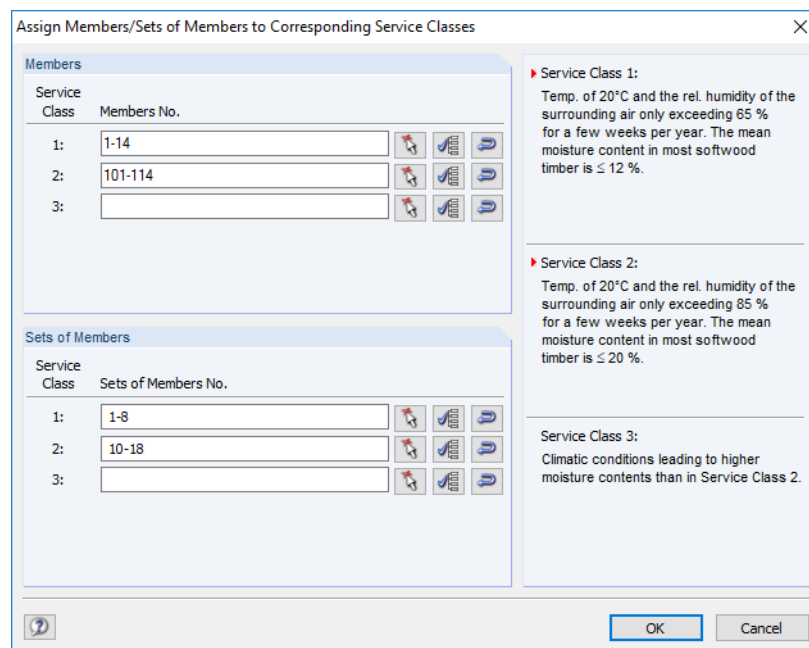 Assign Members/Sets of Members to Corresponding Service Classes
Members
Service
Class Members No.
1: 1-14
2: 101-114
3:
Sets of Members
Service
Class Sets of Members No.
1: 1-8
2: 10-18
3:
Service Class 1:
Temp. of 20°C and the rel. humidity of the
surrounding air only exceeding 65 %
for a few weeks per year. The mean
moisture content in most softwood
timber is ≤ 12 %.
Service Class 2:
Temp. of 20°C and the rel. humidity of the
surrounding air only exceeding 85 %
for a few weeks per year. The mean
moisture content in most softwood
timber is ≤ 20 %.
Service Class 3:
Climatic conditions leading to higher
moisture contents than in Service Class 2.
OK Cancel